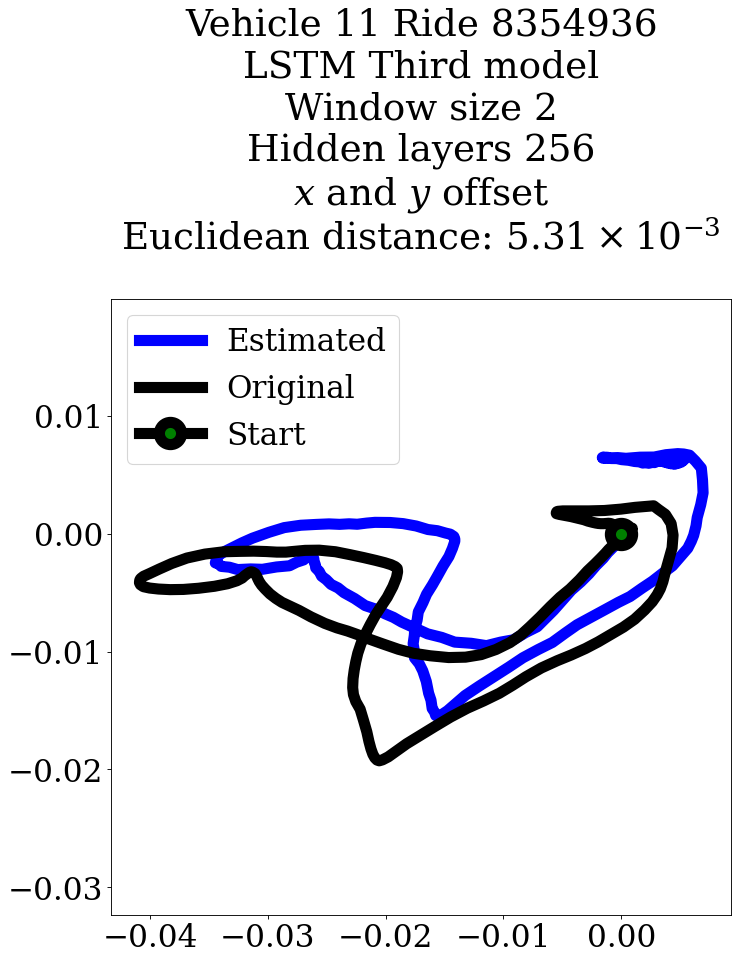 Vehicle 11 Ride 8354936
LSTM Third model
Window size 2
Hidden layers 256
x and y offset
Euclidean distance: 5.31 × 10⁻³
Estimated
Original
Start
0.01
0.00
−0.01
−0.02
−0.03
−0.04 −0.03 −0.02 −0.01 0.00